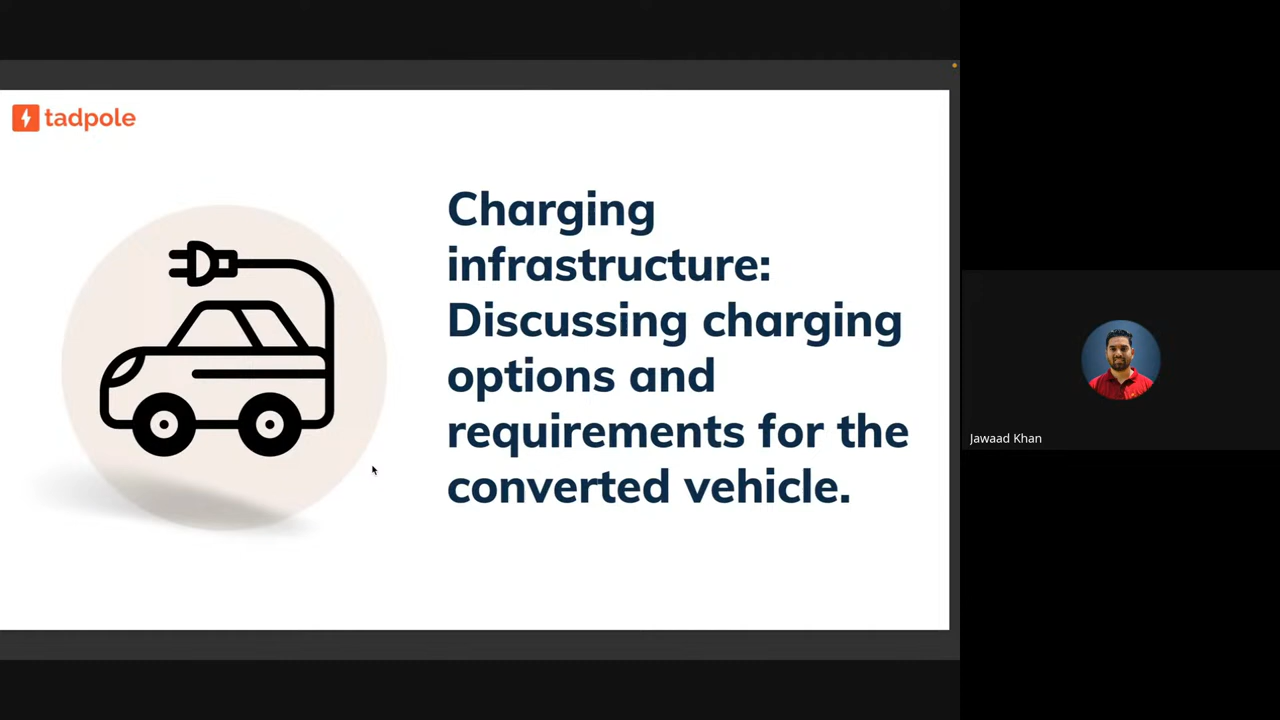 tadpole
Charging
infrastructure:
Discussing charging
options and
requirements for the
converted vehicle.
Jawaad Khan